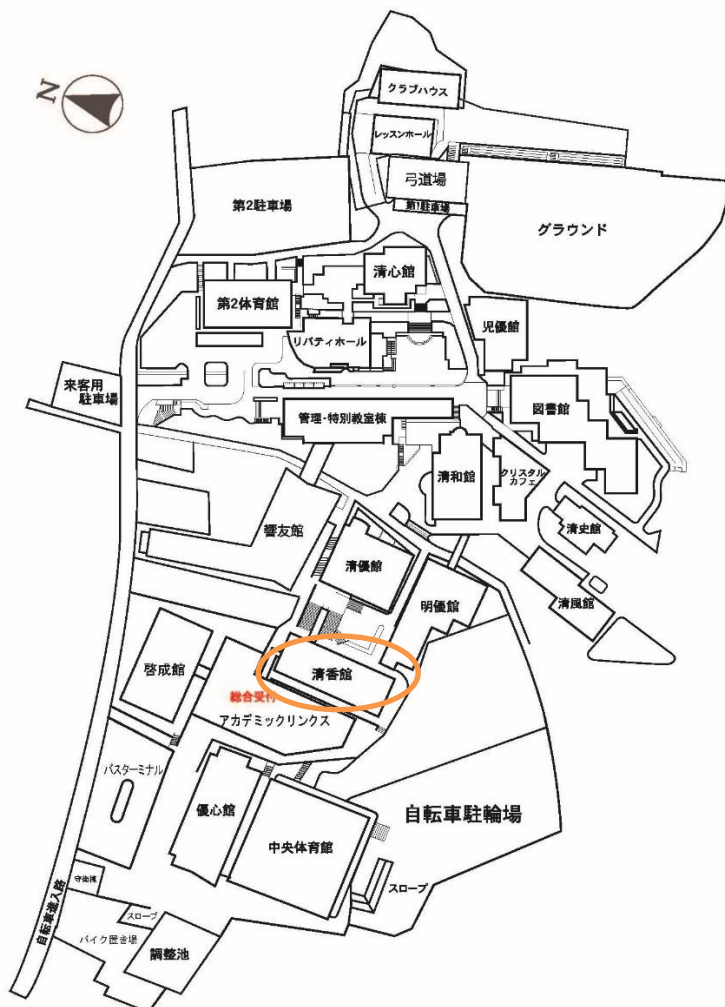 クラブハウス
N
レッスンホール
弓道場
第2駐車場
第1駐車場
グラウンド
清心館
第2体育館
児優館
リバティホール
来客用
駐車場
図書館
管理・特別教室棟
清和館
クリスタル
カフェ
清史館
響友館
清優館
清風館
明優館
啓成館
清香館
総合受付
アカデミックリンクス
バスターミナル
優心館
自転車駐輪場
中央体育館
守衛棟
スロープ
自転車進入路
スロープ
バイク置き場
調整池